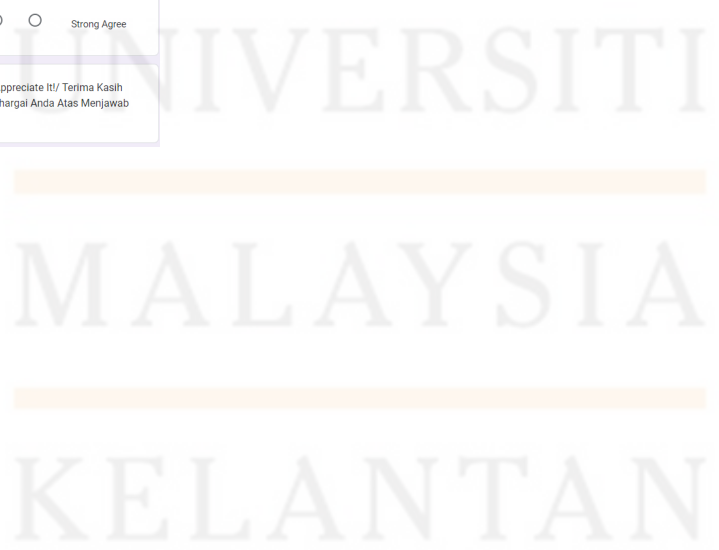 Strong Agree
ppreciate It!/ Terima Kasih
hargai Anda Atas Menjawab
UNIVERSITI
MALAYSIA
KELANTAN